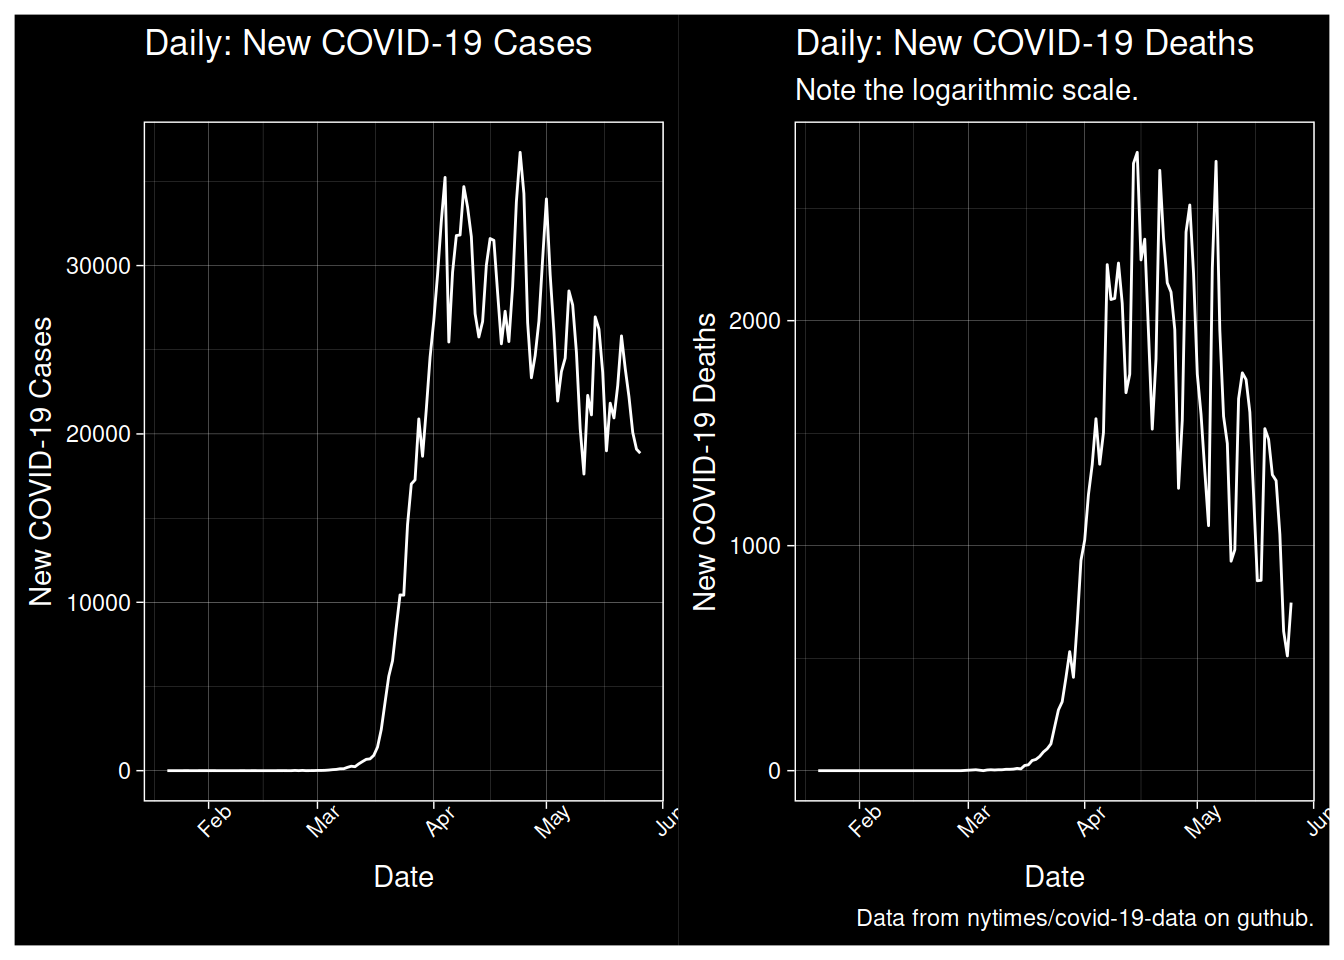 Daily: New COVID-19 Cases
New COVID-19 Cases
30000
20000
10000
0
Feb
Mar
Apr
May
Jun
Date
Daily: New COVID-19 Deaths
Note the logarithmic scale.
New COVID-19 Deaths
2000
1000
0
Feb
Mar
Apr
May
Jun
Date
Data from nytimes/covid-19-data on guthub.